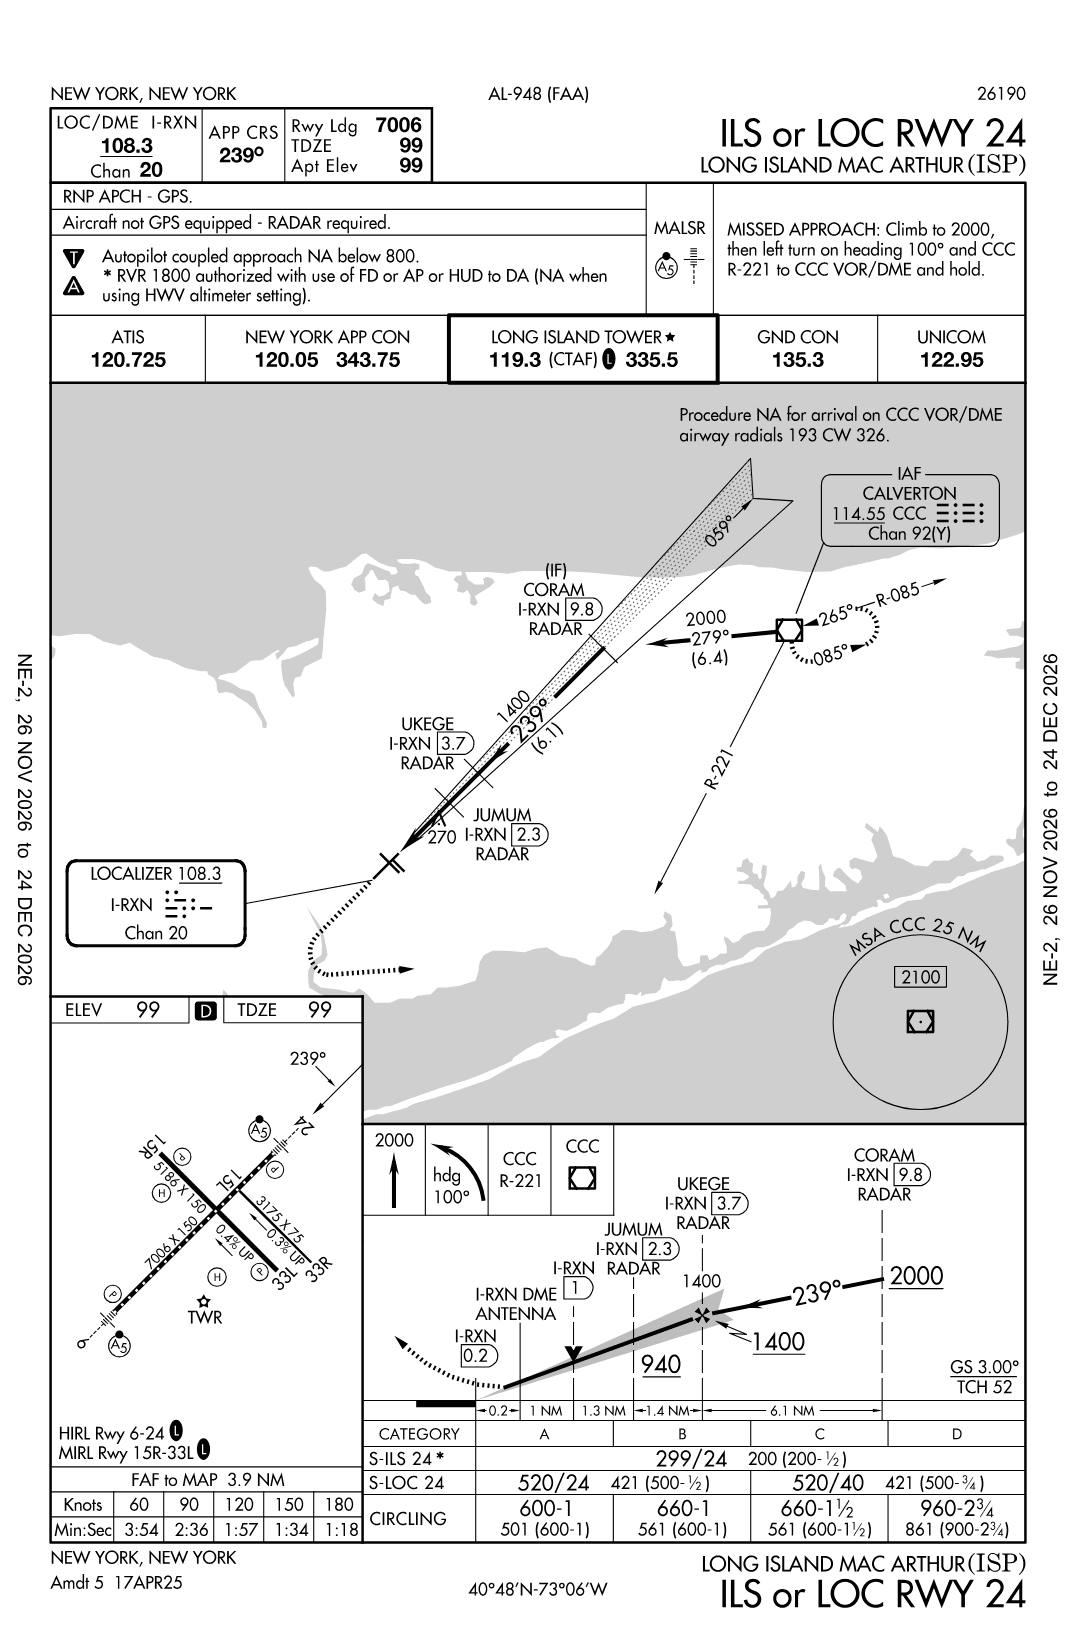 NEW YORK, NEW YORK
AL-948 (FAA)
26190
LOC/DME I-RXN
108.3
Chan 20
APP CRS
239°
Rwy Ldg 7006
TDZE 99
Apt Elev 99
ILS or LOC RWY 24
LONG ISLAND MAC ARTHUR (ISP)
RNP APCH - GPS.
Aircraft not GPS equipped - RADAR required.
T
A
Autopilot coupled approach NA below 800.
* RVR 1800 authorized with use of FD or AP or HUD to DA (NA when
using HWV altimeter setting).
MALSR
A5
MISSED APPROACH: Climb to 2000,
then left turn on heading 100° and CCC
R-221 to CCC VOR/DME and hold.
ATIS
120.725
NEW YORK APP CON
120.05 343.75
LONG ISLAND TOWER★
119.3 (CTAF) L 335.5
GND CON
135.3
UNICOM
122.95
Procedure NA for arrival on CCC VOR/DME
airway radials 193 CW 326.
IAF
CALVERTON
114.55 CCC
Chan 92(Y)
059°
(IF)
CORAM
I-RXN 9.8
RADAR
2000
279°
(6.4)
265°
R-085
085°
1400
239°
(6.1)
UKEGE
I-RXN 3.7
RADAR
R-221
JUMUM
270 I-RXN 2.3
RADAR
LOCALIZER 108.3
I-RXN
Chan 20
MSA CCC 25 NM
2100
NE-2, 26 NOV 2026 to 24 DEC 2026
NE-2, 26 NOV 2026 to 24 DEC 2026
ELEV 99
D
TDZE 99
239°
24
A5
15R
P
5186 X 150
H
15L
P
3175 X 75
0.3% UP
0.4% UP
7006 X 150
33R
33L
P
H
P
TWR
6
A5
HIRL Rwy 6-24 L
MIRL Rwy 15R-33L L
FAF to MAP 3.9 NM
Knots 60 90 120 150 180
Min:Sec 3:54 2:36 1:57 1:34 1:18
2000
hdg
100°
CCC
R-221
CCC
CORAM
I-RXN 9.8
RADAR
UKEGE
I-RXN 3.7
RADAR
JUMUM
I-RXN 2.3
RADAR
I-RXN
1
I-RXN DME
ANTENNA
I-RXN
0.2
1400
239°
2000
1400
940
GS 3.00°
TCH 52
0.2 1 NM 1.3 NM 1.4 NM 6.1 NM
CATEGORY A B C D
S-ILS 24 * 299/24 200 (200-½)
S-LOC 24 520/24 421 (500-½) 520/40 421 (500-¾)
CIRCLING
600-1 660-1 660-1½ 960-2¾
501 (600-1) 561 (600-1) 561 (600-1½) 861 (900-2¾)
NEW YORK, NEW YORK
Amdt 5 17APR25
40°48'N-73°06'W
LONG ISLAND MAC ARTHUR (ISP)
ILS or LOC RWY 24